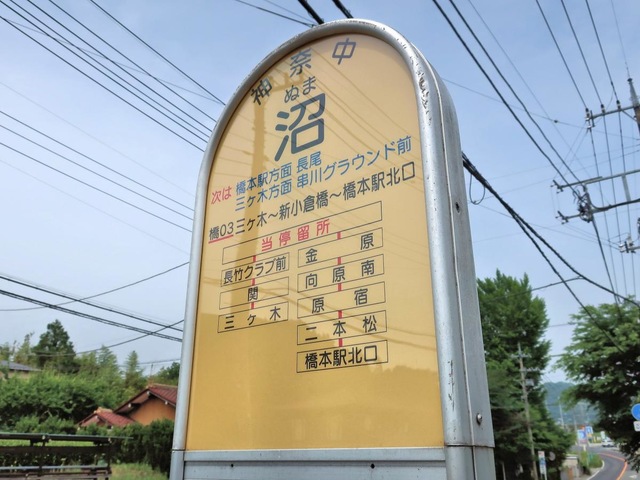 神奈中
ぬま
沼
次は 橋本駅方面 長尾
三ケ木方面 串川グラウンド前
橋03 三ケ木～新小倉橋～橋本駅北口
当停留所
長竹クラブ前
関
三ケ木
金原
向原南
原宿
二本松
橋本駅北口